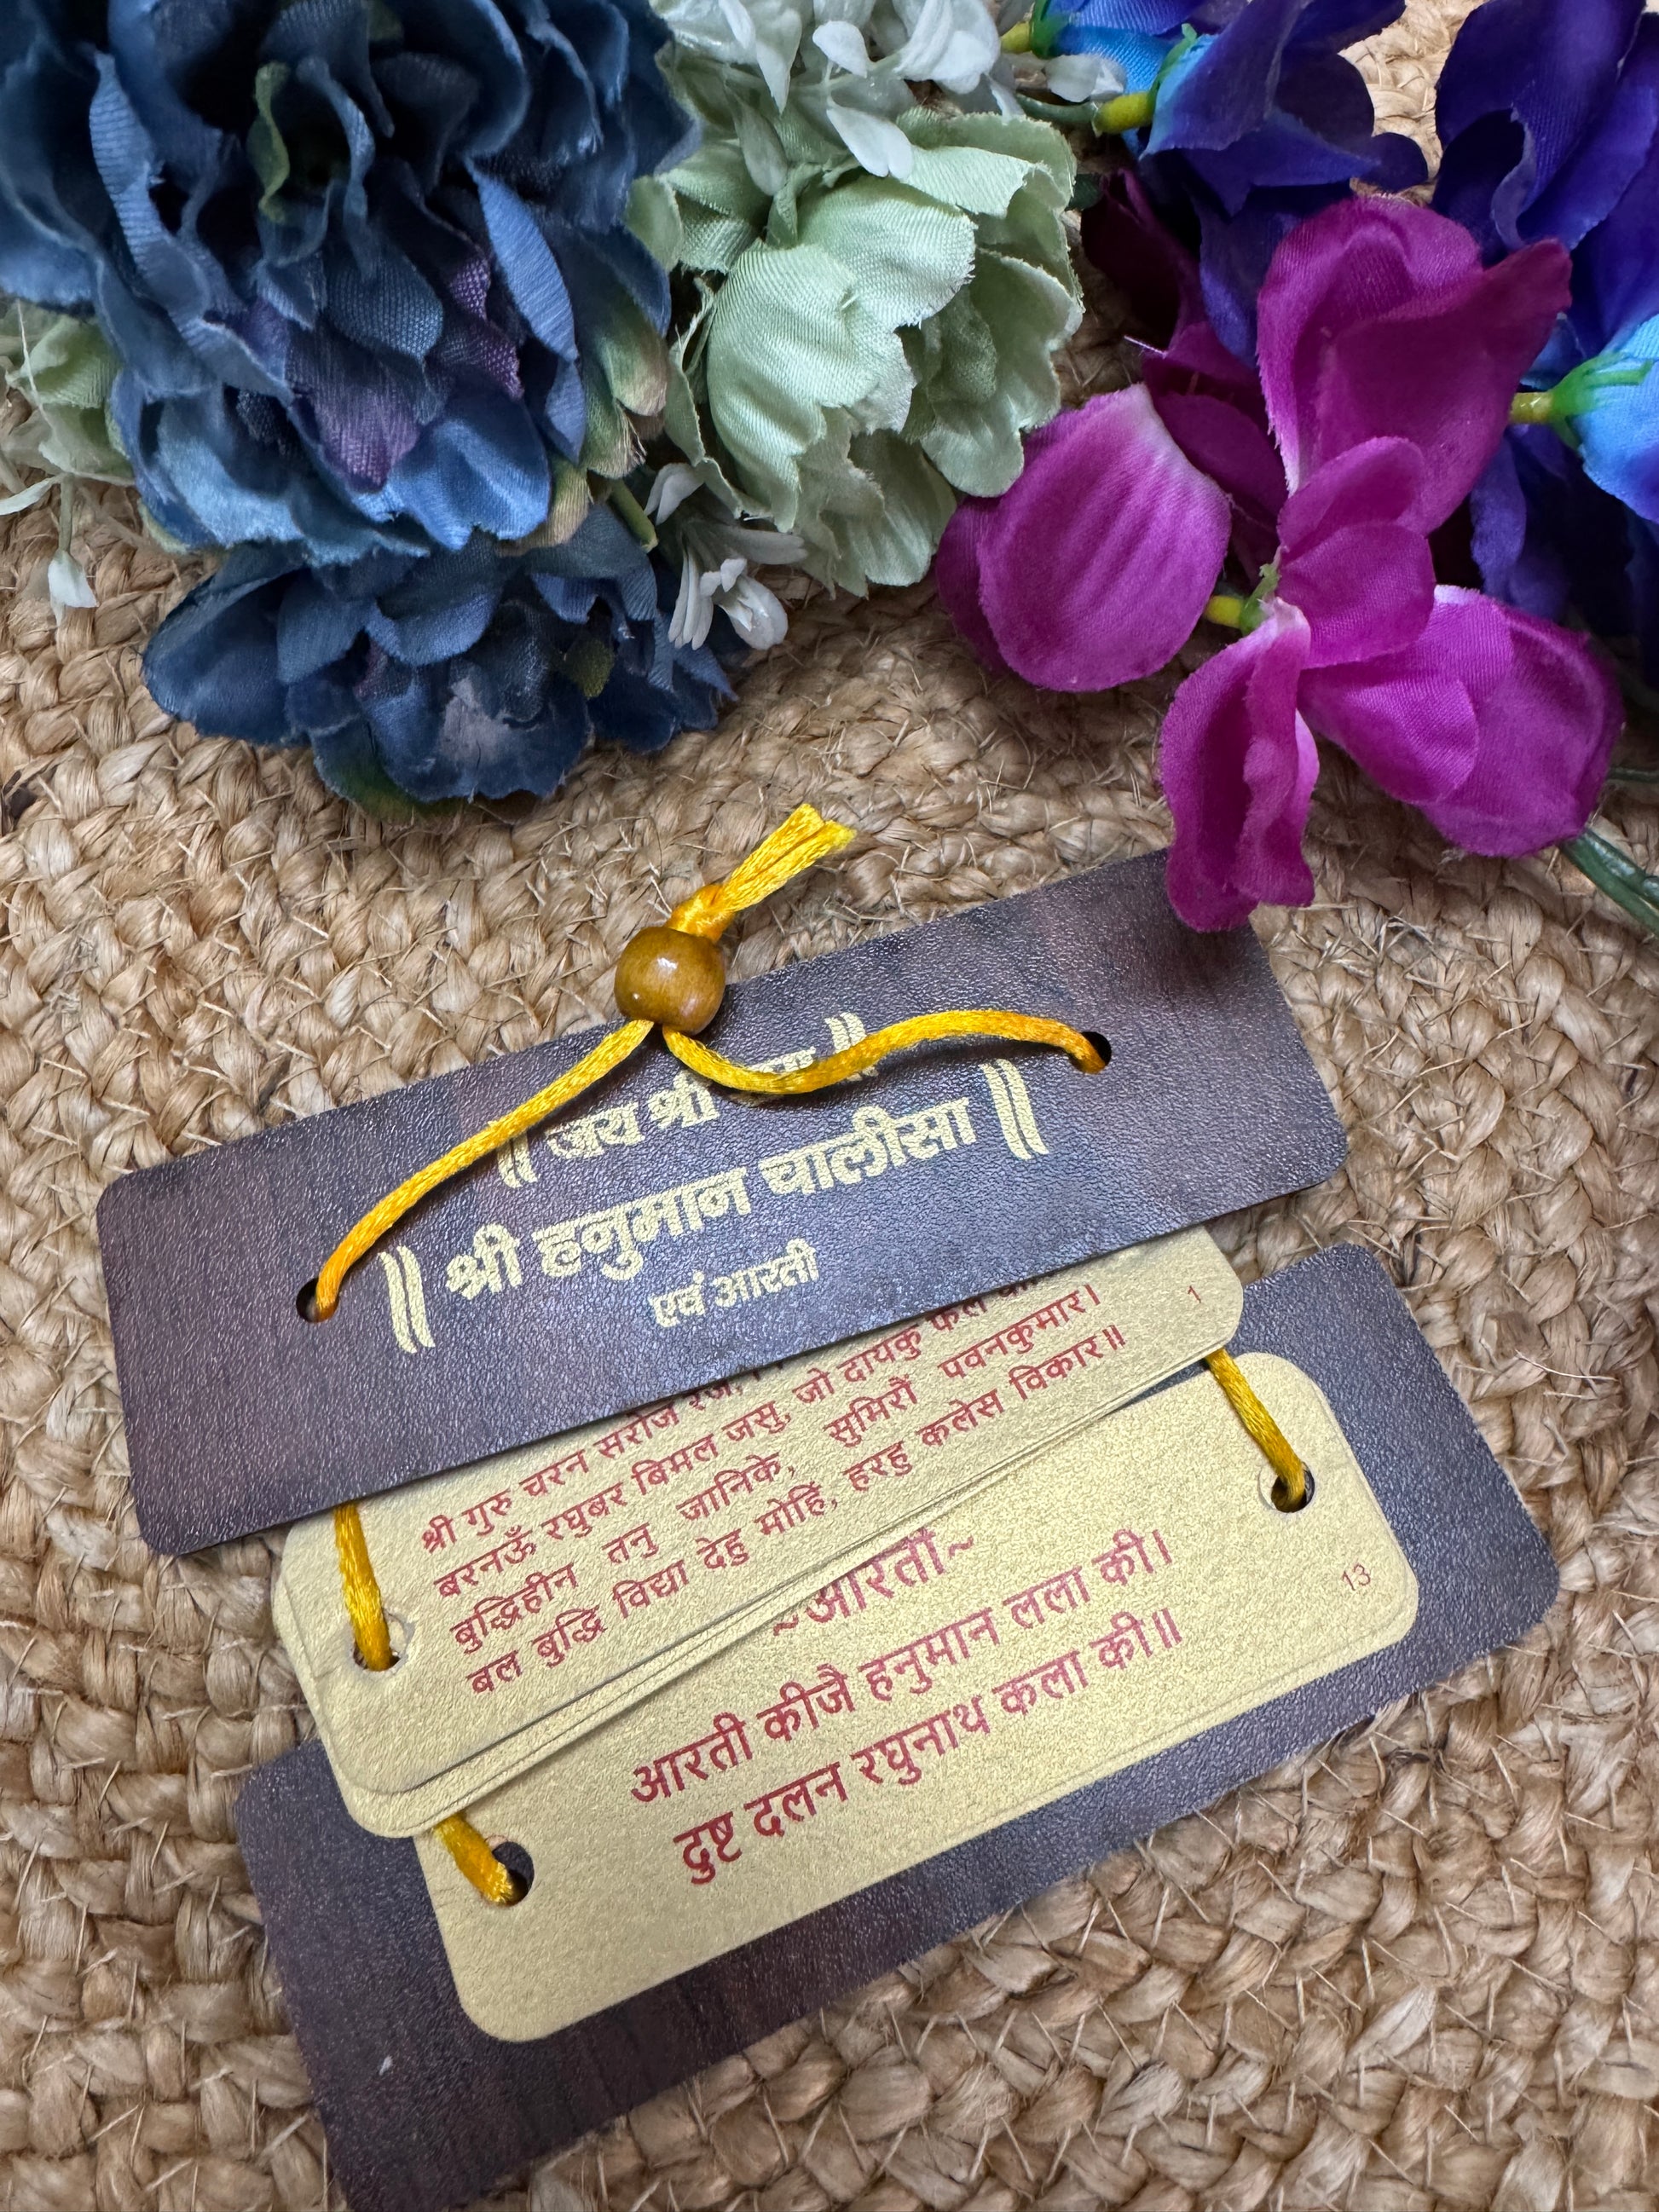 ॥ जय श्री ॥
॥ श्री हनुमान चालीसा ॥
एवं आरती
1
श्री गुरु चरन सरोज रज,
बरनऊँ रघुबर बिमल जसु, जो दायकु फल
बुद्धिहीन तनु जानिके, सुमिरौं पवनकुमार।
बल बुद्धि विद्या देहु मोहिं, हरहु कलेस विकार॥
~आरती~
13
आरती कीजै हनुमान लला की।
दुष्ट दलन रघुनाथ कला की॥